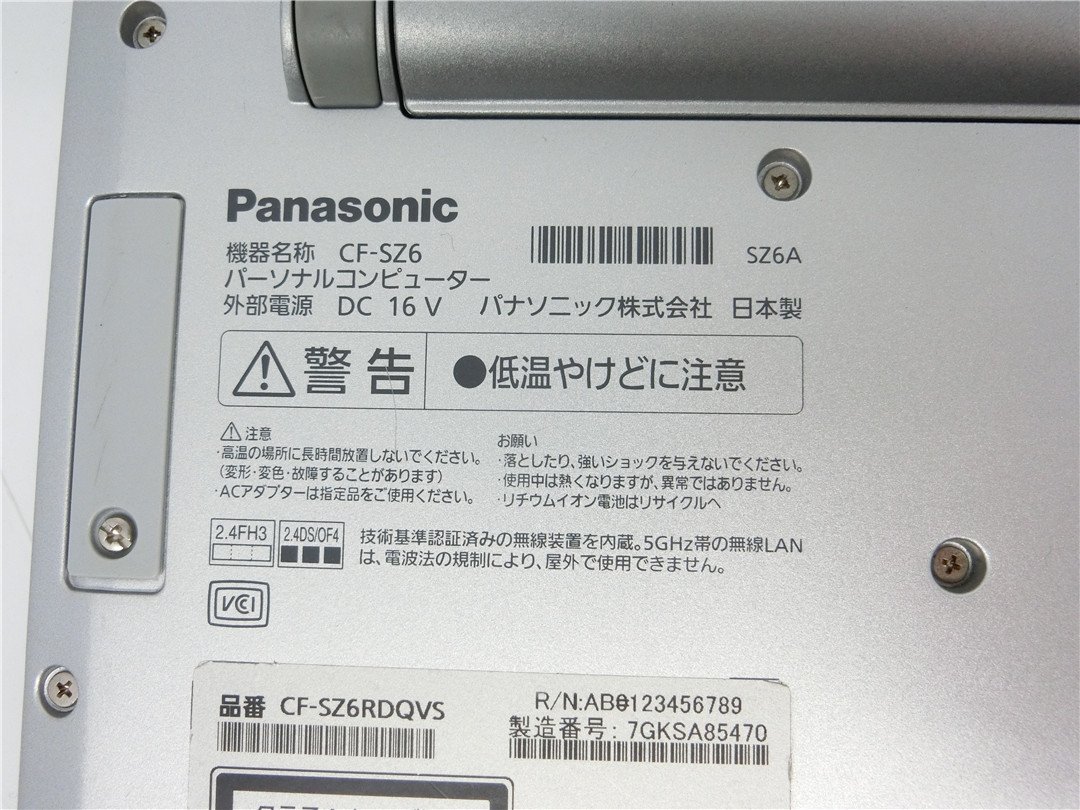 Panasonic
機器名称 CF-SZ6 SZ6A
パーソナルコンピューター
外部電源 DC 16 V パナソニック株式会社 日本製
警告 ●低温やけどに注意
注意
・高温の場所に長時間放置しないでください。
(変形・変色・故障することがあります)
・ACアダプターは指定品をご使用ください。
お願い
・落としたり、強いショックを与えないでください。
・使用中は熱くなりますが、異常ではありません。
・リチウムイオン電池はリサイクルへ
2.4FH3 2.4DS/OF4
技術基準認証済みの無線装置を内蔵。5GHz帯の無線LAN
は、電波法の規制により、屋外で使用できません。
VCCI
品番 CF-SZ6RDQVS
R/N:AB0123456789
製造番号: 7GKSA85470